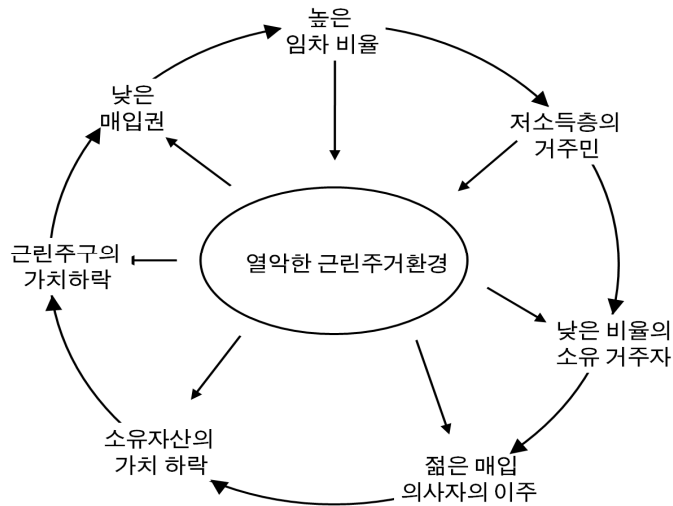 높은
임차 비율
저소득층의
거주민
낮은 비율의
소유 거주자
젊은 매입
의사자의 이주
소유자산의
가치 하락
근린주구의
가치하락
낮은
매입권
열악한 근린주거환경